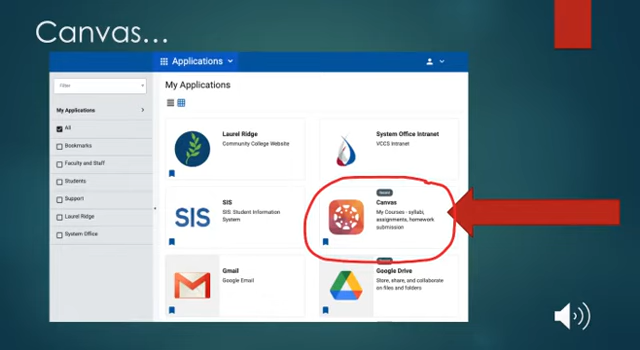 Canvas...
Applications
My Applications
Filter
My Applications
All
Bookmarks
Faculty and Staff
Students
Support
Laurel Ridge
System Office
Laurel Ridge
Community College Website
System Office Intranet
VCCS Intranet
SIS
SIS
SIS: Student Information
System
Canvas
My Courses - syllabi,
assignments, homework
submission
Gmail
Google Email
Google Drive
Store, share, and collaborate
on files and folders